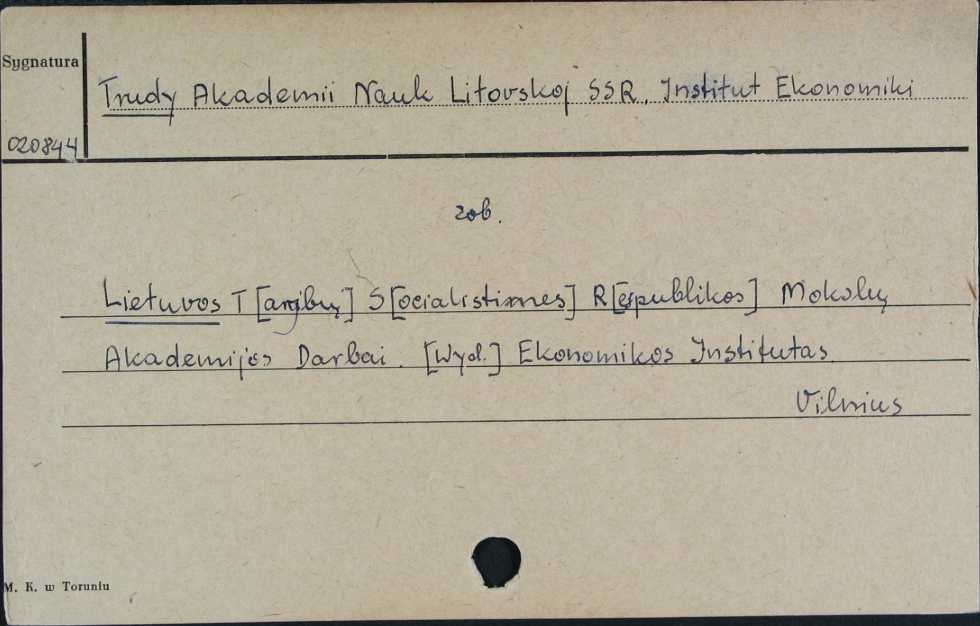 Sygnatura
Trudy Akademii Nauk Litovskoj SSR. Institut Ekonomiki
020844
zob.
Lietuvos T[arybų] S[ocialistinės] R[espublikos] Mokslų
Akademijos Darbai. [Wyd.] Ekonomikos Institutas
Vilnius
M. K. w Toruniu